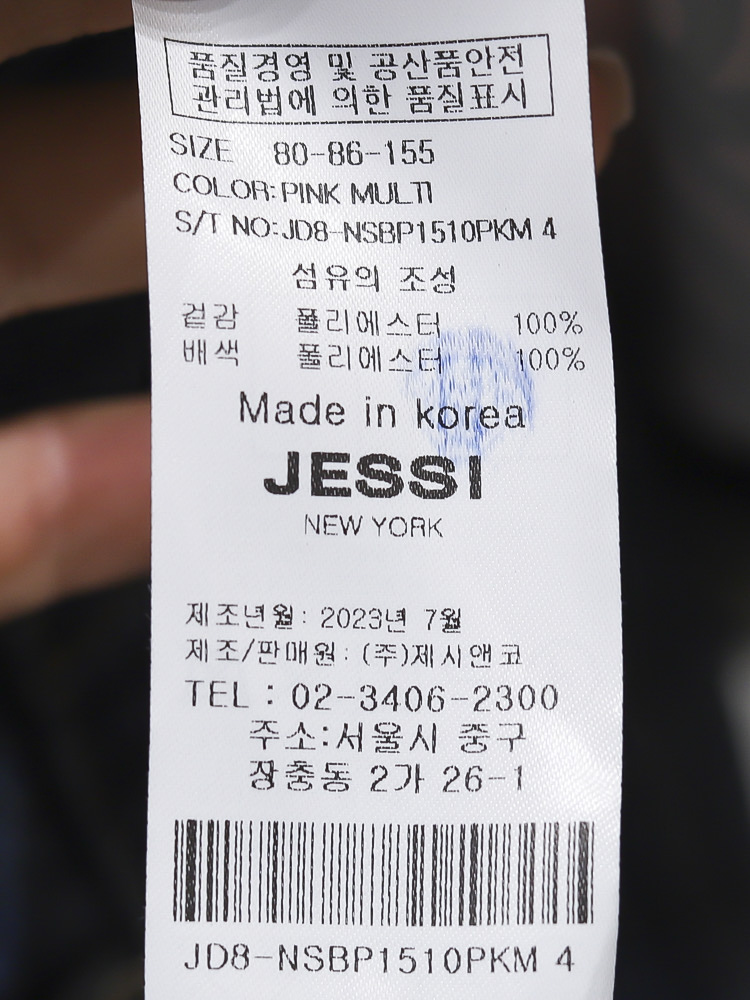 품질경영 및 공산품안전
관리법에 의한 품질표시
SIZE 80-86-155
COLOR:PINK MULTI
S/T NO:JD8-NSBP1510PKM 4
섬유의 조성
겉감 폴리에스터 100%
배색 폴리에스터 100%
Made in korea
JESSI
NEW YORK
제조년월: 2023년 7월
제조/판매원: (주)제시앤코
TEL : 02-3406-2300
주소:서울시 중구
장충동 2가 26-1
JD8-NSBP1510PKM 4